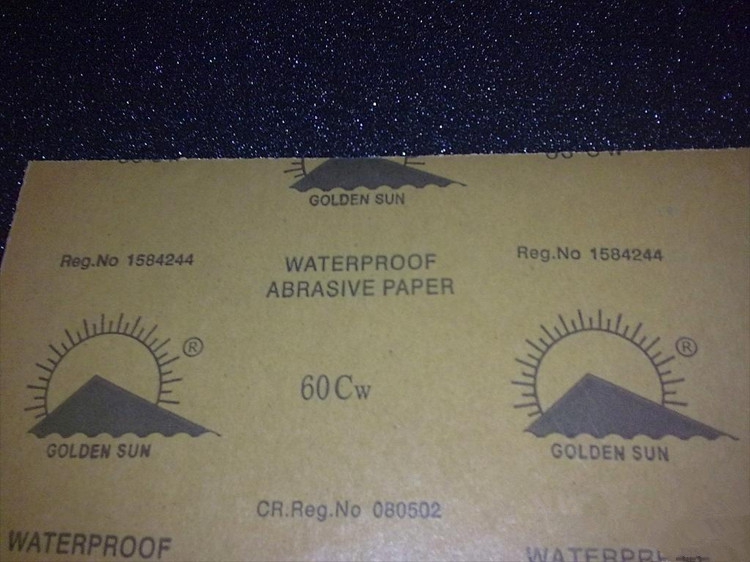 GOLDEN SUN
Reg.No 1584244
WATERPROOF
ABRASIVE PAPER
Reg.No 1584244
®
®
60Cw
GOLDEN SUN
GOLDEN SUN
CR.Reg.No 080502
WATERPROOF